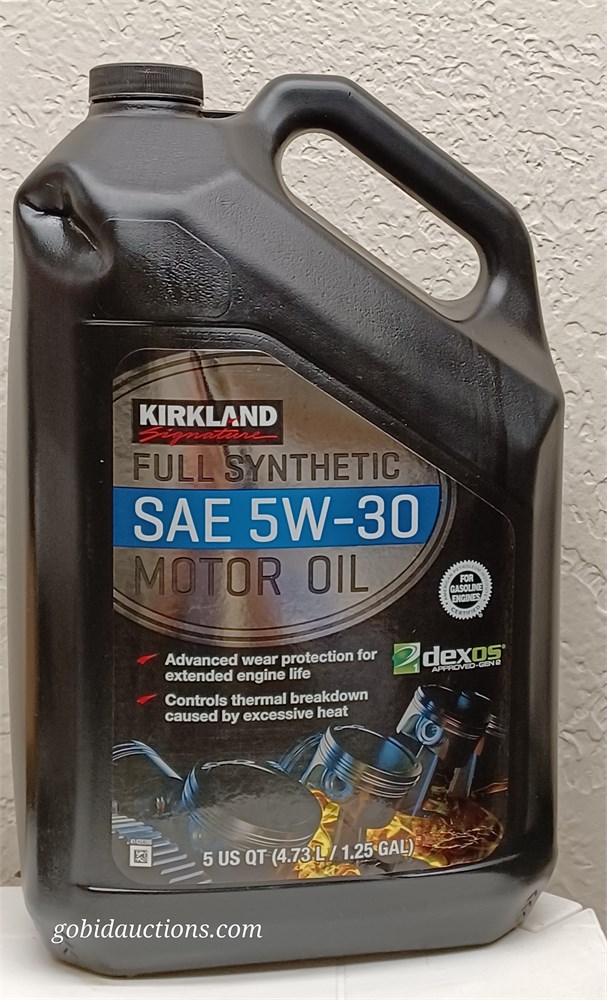 KIRKLAND
Signature
FULL SYNTHETIC
SAE 5W-30
MOTOR OIL
FOR
GASOLINE
ENGINES
CERTIFIED
Advanced wear protection for
extended engine life
dexos®
1
APPROVED-GEN 2
Controls thermal breakdown
caused by excessive heat
5 US QT (4.73 L / 1.25 GAL)
gobidauctions.com